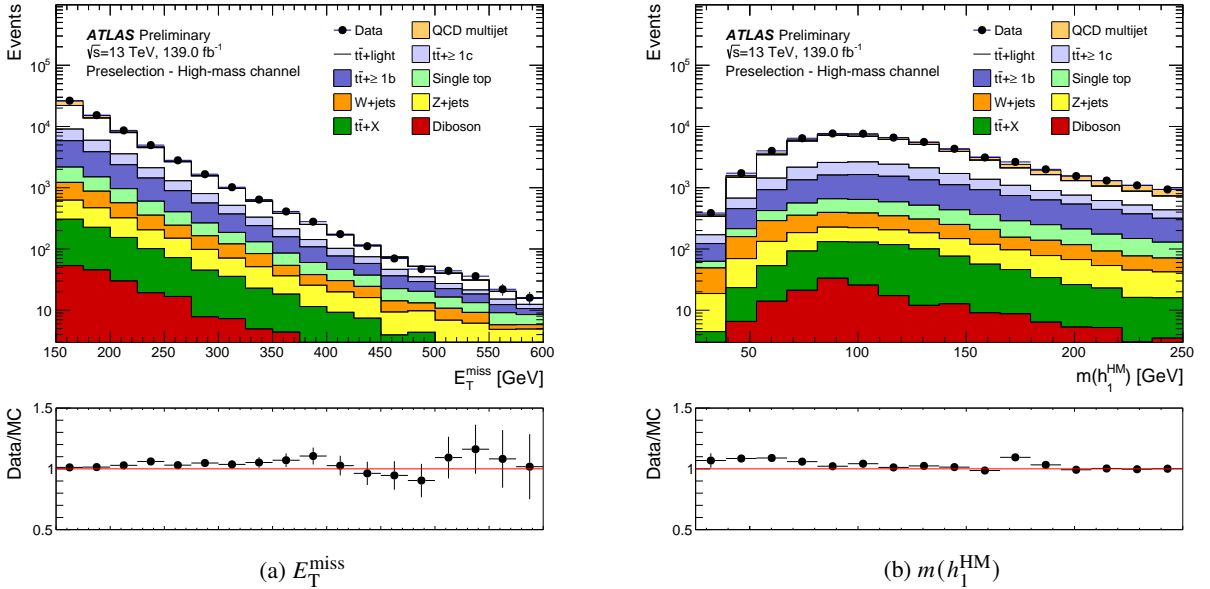 Events
10⁵
10⁴
10³
10²
10
ATLAS Preliminary
√s=13 TeV, 139.0 fb⁻¹
Preselection - High-mass channel
Data
QCD multijet
tt̄+light
tt̄+≥ 1c
tt̄+≥ 1b
Single top
W+jets
Z+jets
tt̄+X
Diboson
150 200 250 300 350 400 450 500 550 600
E_T^miss [GeV]
Data/MC
1.5
1
0.5
(a) E_T^miss
Events
10⁵
10⁴
10³
10²
10
ATLAS Preliminary
√s=13 TeV, 139.0 fb⁻¹
Preselection - High-mass channel
Data
QCD multijet
tt̄+light
tt̄+≥ 1c
tt̄+≥ 1b
Single top
W+jets
Z+jets
tt̄+X
Diboson
50 100 150 200 250
m(h₁^HM) [GeV]
Data/MC
1.5
1
0.5
(b) m(h₁^HM)